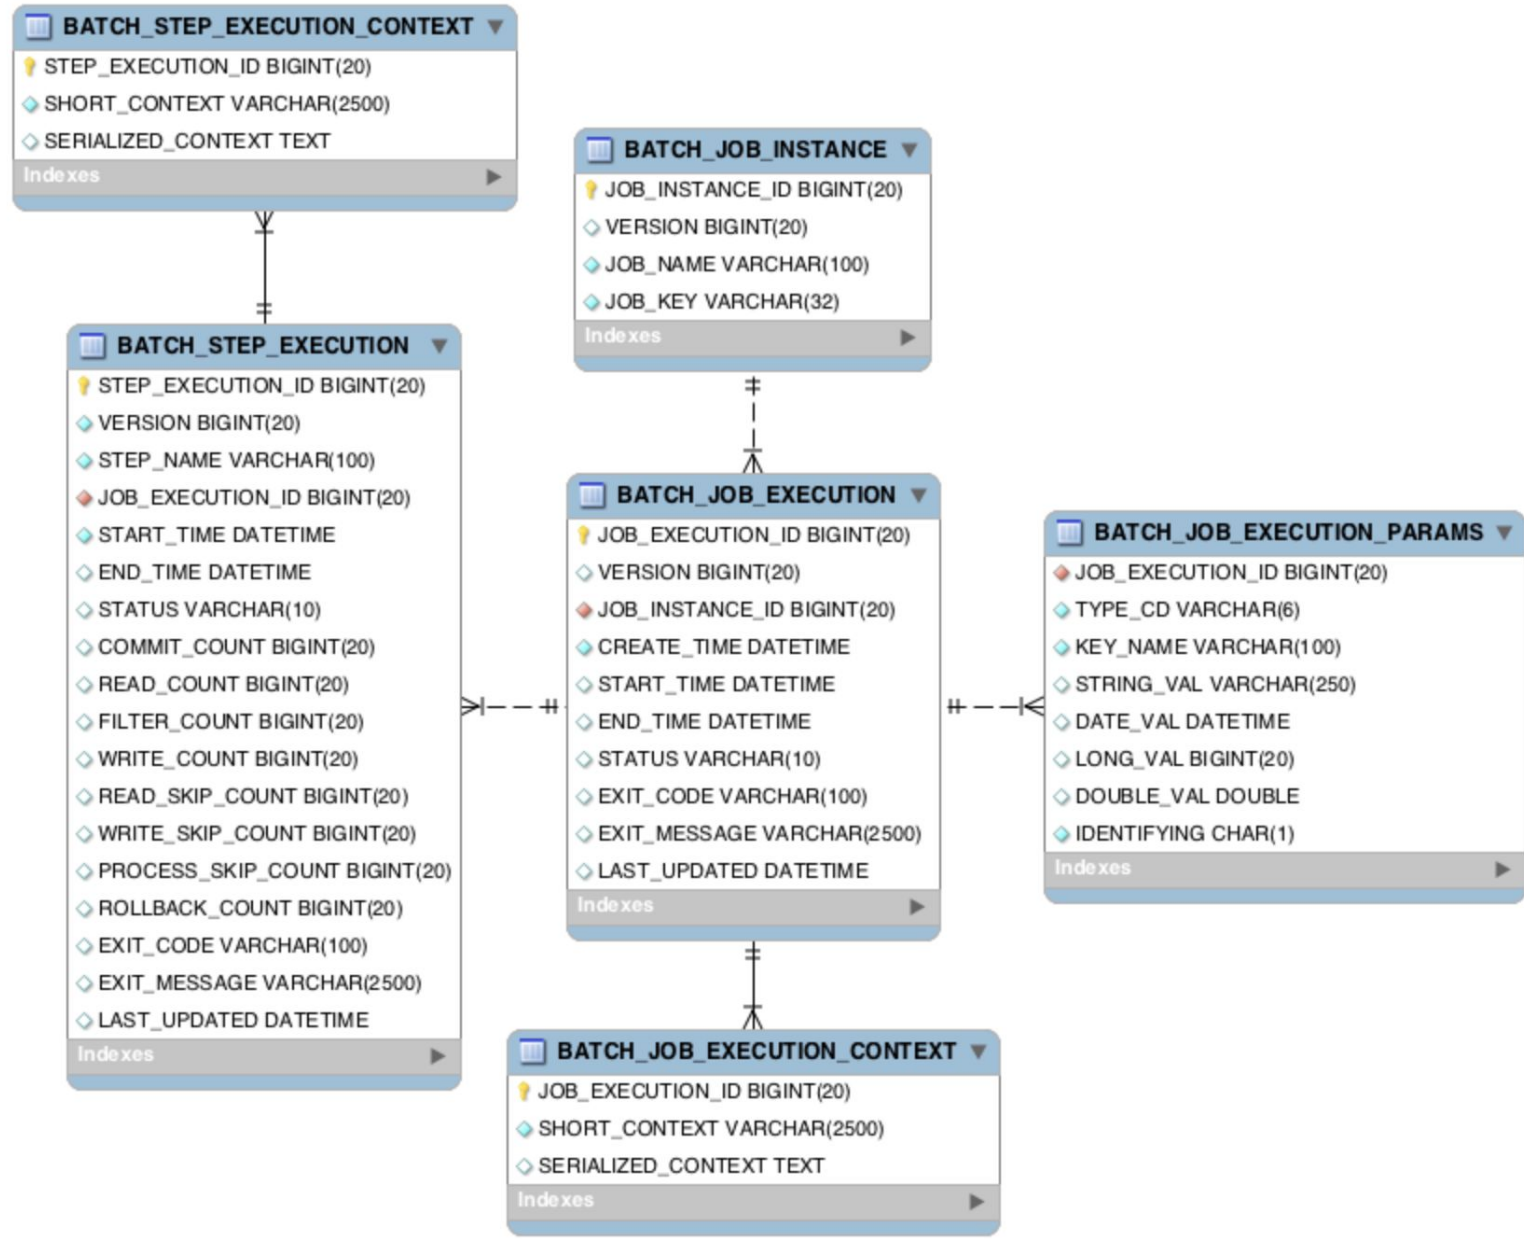 BATCH_STEP_EXECUTION_CONTEXT
STEP_EXECUTION_ID BIGINT(20)
SHORT_CONTEXT VARCHAR(2500)
SERIALIZED_CONTEXT TEXT
Indexes
BATCH_JOB_INSTANCE
JOB_INSTANCE_ID BIGINT(20)
VERSION BIGINT(20)
JOB_NAME VARCHAR(100)
JOB_KEY VARCHAR(32)
Indexes
BATCH_STEP_EXECUTION
STEP_EXECUTION_ID BIGINT(20)
VERSION BIGINT(20)
STEP_NAME VARCHAR(100)
JOB_EXECUTION_ID BIGINT(20)
START_TIME DATETIME
END_TIME DATETIME
STATUS VARCHAR(10)
COMMIT_COUNT BIGINT(20)
READ_COUNT BIGINT(20)
FILTER_COUNT BIGINT(20)
WRITE_COUNT BIGINT(20)
READ_SKIP_COUNT BIGINT(20)
WRITE_SKIP_COUNT BIGINT(20)
PROCESS_SKIP_COUNT BIGINT(20)
ROLLBACK_COUNT BIGINT(20)
EXIT_CODE VARCHAR(100)
EXIT_MESSAGE VARCHAR(2500)
LAST_UPDATED DATETIME
Indexes
BATCH_JOB_EXECUTION
JOB_EXECUTION_ID BIGINT(20)
VERSION BIGINT(20)
JOB_INSTANCE_ID BIGINT(20)
CREATE_TIME DATETIME
START_TIME DATETIME
END_TIME DATETIME
STATUS VARCHAR(10)
EXIT_CODE VARCHAR(100)
EXIT_MESSAGE VARCHAR(2500)
LAST_UPDATED DATETIME
Indexes
BATCH_JOB_EXECUTION_PARAMS
JOB_EXECUTION_ID BIGINT(20)
TYPE_CD VARCHAR(6)
KEY_NAME VARCHAR(100)
STRING_VAL VARCHAR(250)
DATE_VAL DATETIME
LONG_VAL BIGINT(20)
DOUBLE_VAL DOUBLE
IDENTIFYING CHAR(1)
Indexes
BATCH_JOB_EXECUTION_CONTEXT
JOB_EXECUTION_ID BIGINT(20)
SHORT_CONTEXT VARCHAR(2500)
SERIALIZED_CONTEXT TEXT
Indexes